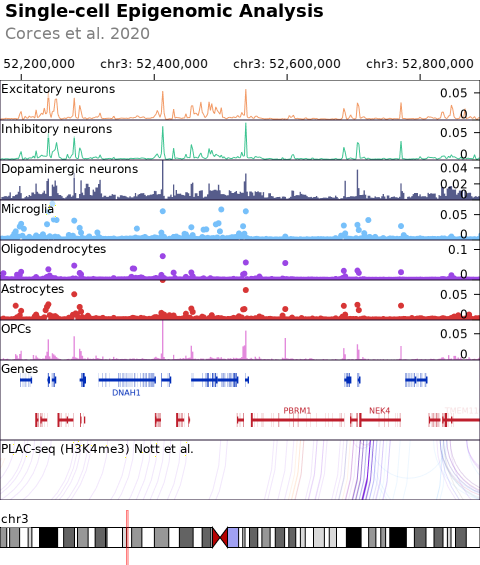 Single-cell Epigenomic Analysis
Corces et al. 2020
52,200,000 chr3: 52,400,000 chr3: 52,600,000 chr3: 52,800,000
Excitatory neurons 0.05
0
Inhibitory neurons 0.05
0
Dopaminergic neurons 0.04
0.02
0
Microglia 0.05
0
Oligodendrocytes 0.1
0
Astrocytes 0.05
0
OPCs 0.05
0
Genes
DNAH1
PBRM1 NEK4
PLAC-seq (H3K4me3) Nott et al.
chr3